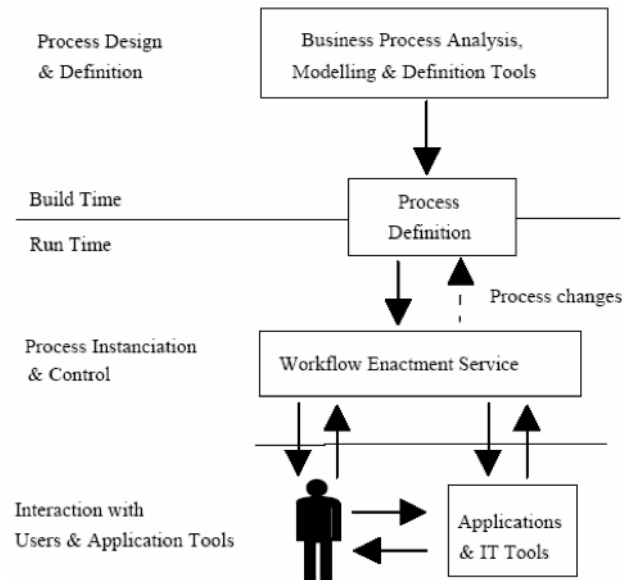 Process Design
& Definition
Business Process Analysis,
Modelling & Definition Tools
Build Time
Process
Definition
Run Time
Process changes
Process Instanciation
& Control
Workflow Enactment Service
Interaction with
Users & Application Tools
Applications
& IT Tools